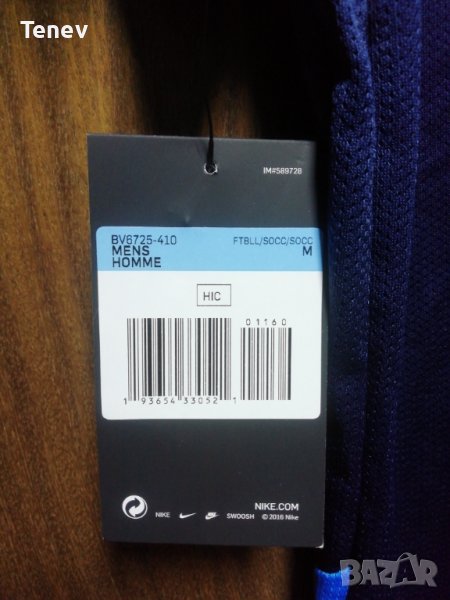 Tenev
IM#589728
BV6725-410
FTBLL/SOCC/SOCC
MENS
M
HOMME
HIC
01160
1 93654 33052 1
NIKE
SWOOSH
NIKE.COM
© 2016 Nike
BAZAR